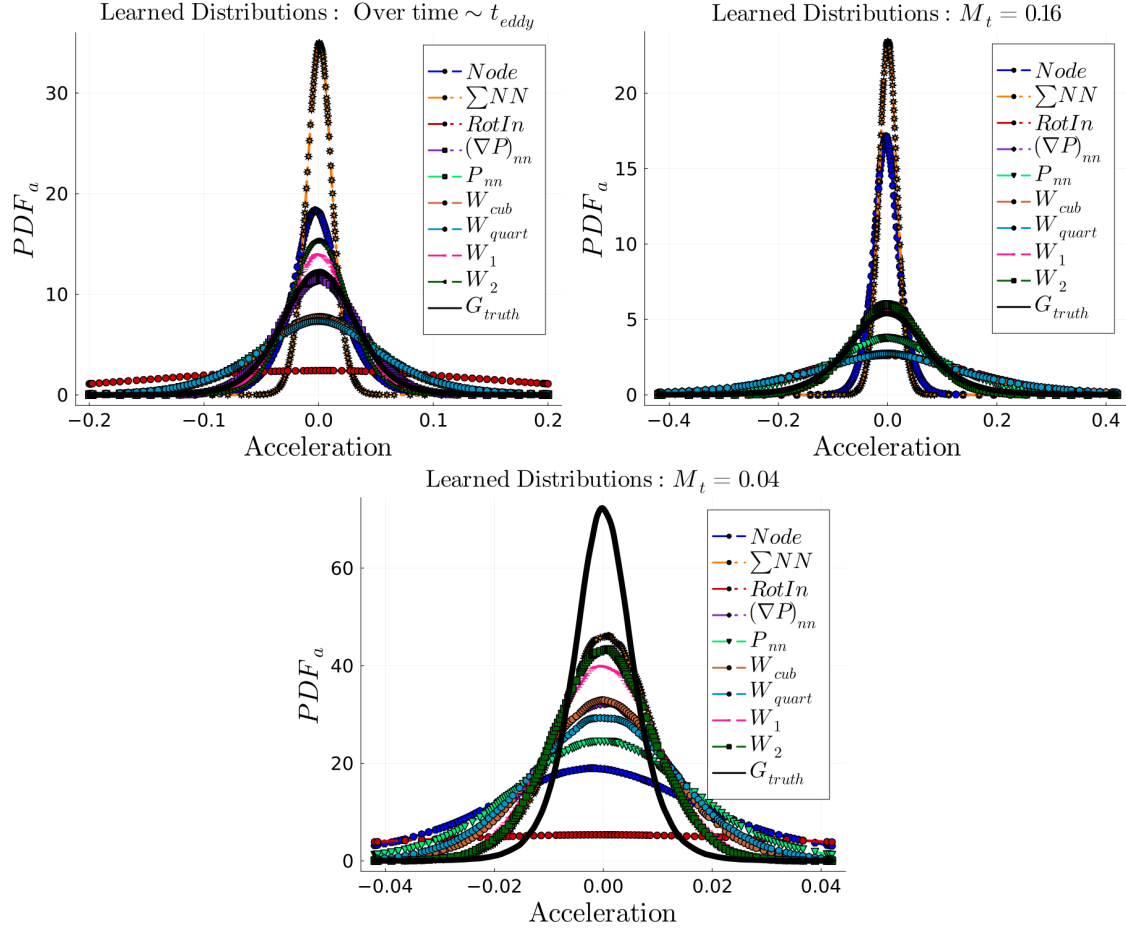 Learned Distributions : Over time ∼ t_eddy
PDF_a
30
20
10
0
−0.2
−0.1
0.0
0.1
0.2
Acceleration
Node
∑NN
RotIn
(∇P)_nn
P_nn
W_cub
W_quart
W_1
W_2
G_truth
Learned Distributions : M_t = 0.16
PDF_a
20
15
10
5
0
−0.4
−0.2
0.0
0.2
0.4
Acceleration
Node
∑NN
RotIn
(∇P)_nn
P_nn
W_cub
W_quart
W_1
W_2
G_truth
Learned Distributions : M_t = 0.04
PDF_a
60
40
20
0
−0.04
−0.02
0.00
0.02
0.04
Acceleration
Node
∑NN
RotIn
(∇P)_nn
P_nn
W_cub
W_quart
W_1
W_2
G_truth